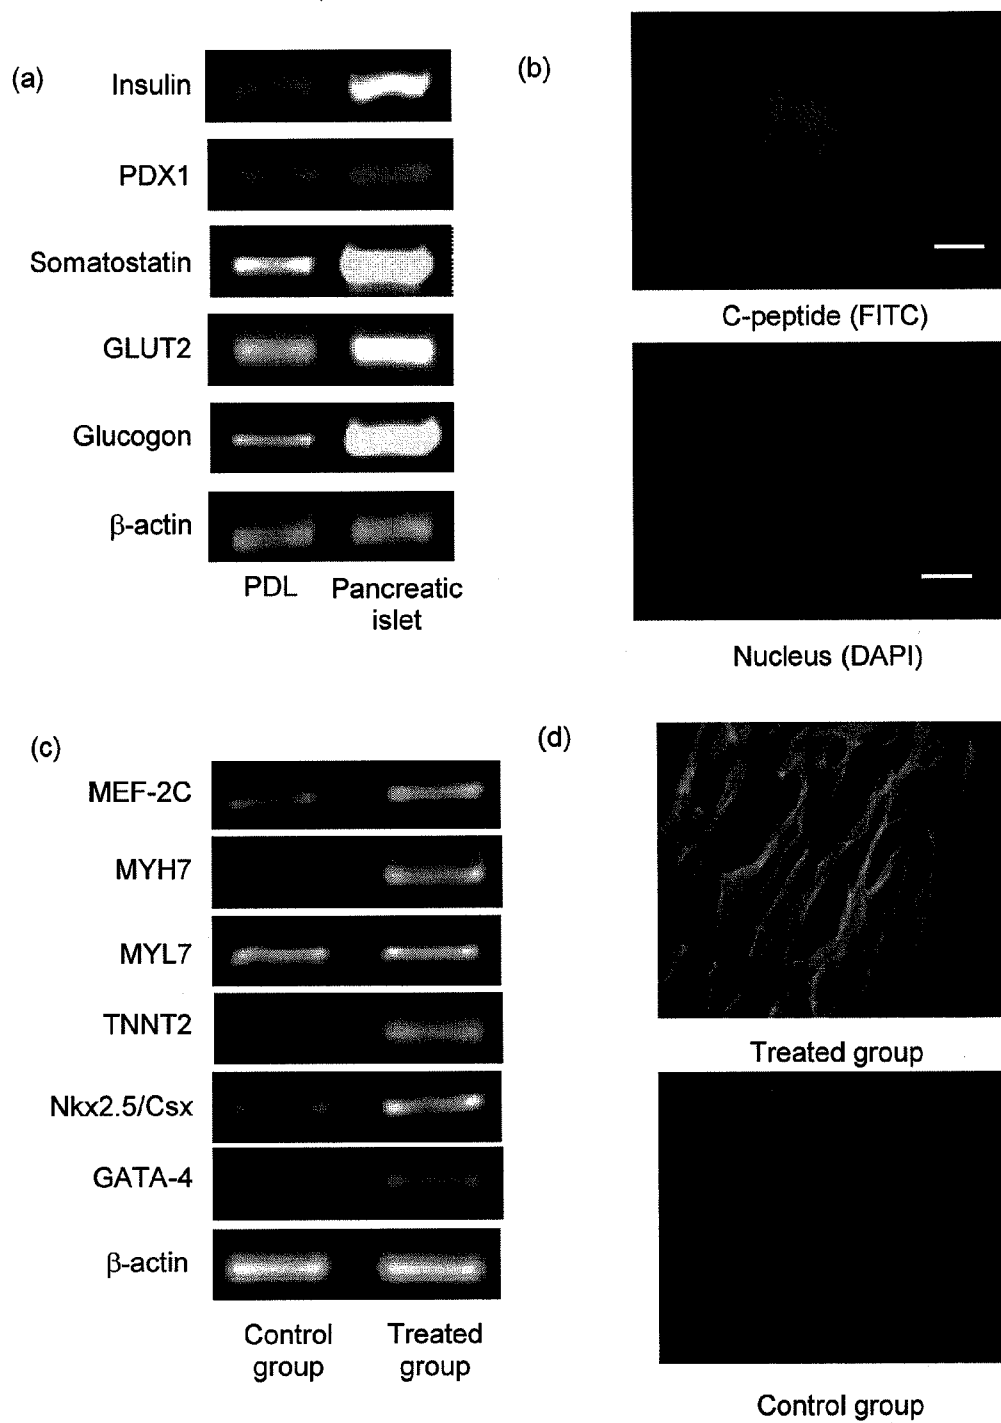 (a)
Insulin
PDX1
Somatostatin
GLUT2
Glucogon
β-actin
PDL
Pancreatic
islet
(b)
C-peptide (FITC)
Nucleus (DAPI)
(c)
MEF-2C
MYH7
MYL7
TNNT2
Nkx2.5/Csx
GATA-4
β-actin
Control
group
Treated
group
(d)
Treated group
Control group